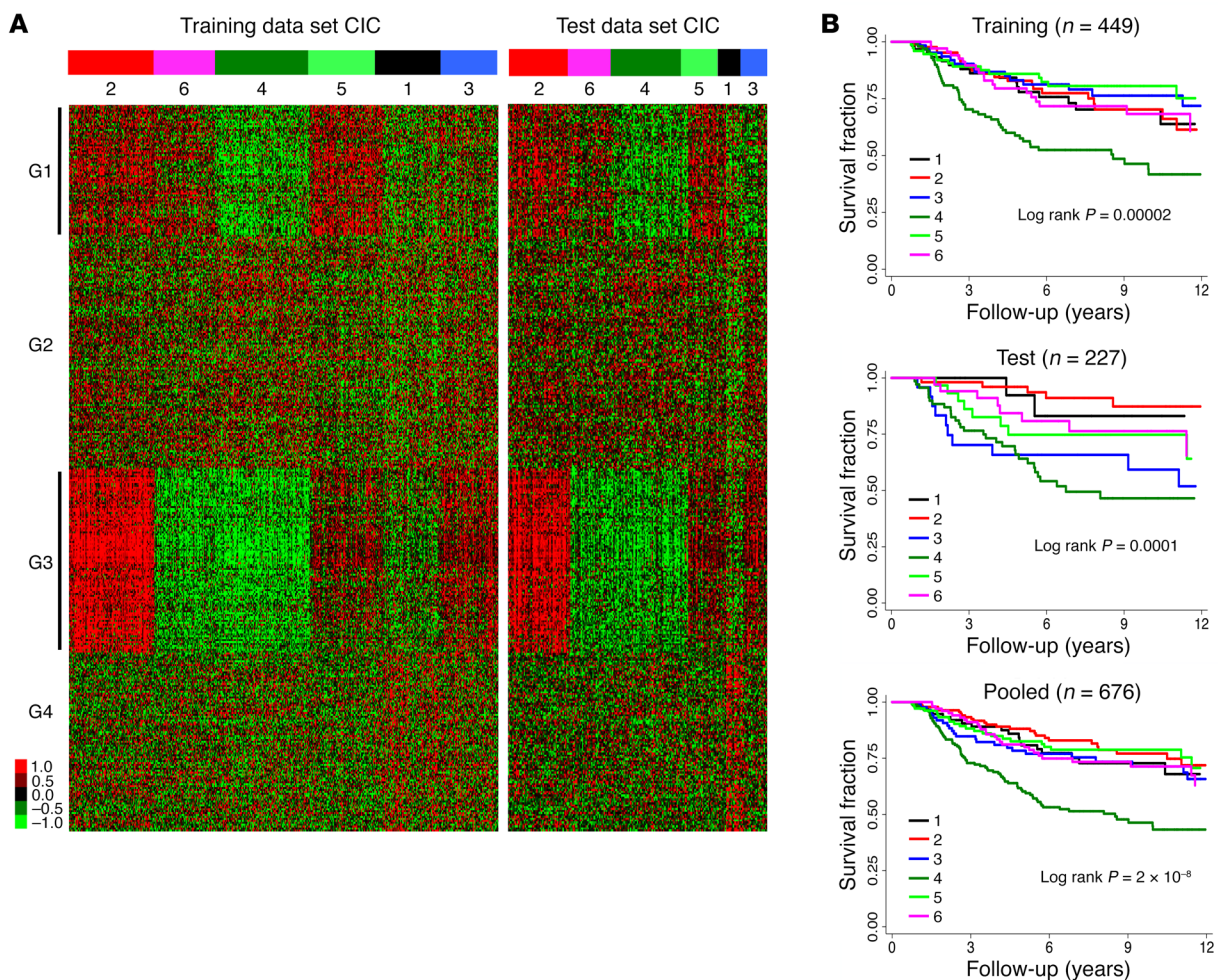 A
Training data set CIC
Test data set CIC
2 6 4 5 1 3
2 6 4 5 1 3
G1
G2
G3
G4
1.0
0.5
0.0
–0.5
–1.0
B
Training (n = 449)
Survival fraction
1.00
0.75
0.50
0.25
0.00
1
2
3
4
5
6
Log rank P = 0.00002
0 3 6 9 12
Follow-up (years)
Test (n = 227)
Survival fraction
1.00
0.75
0.50
0.25
0.00
1
2
3
4
5
6
Log rank P = 0.0001
0 3 6 9 12
Follow-up (years)
Pooled (n = 676)
Survival fraction
1.00
0.75
0.50
0.25
0.00
1
2
3
4
5
6
Log rank P = 2 × 10⁻⁸
0 3 6 9 12
Follow-up (years)